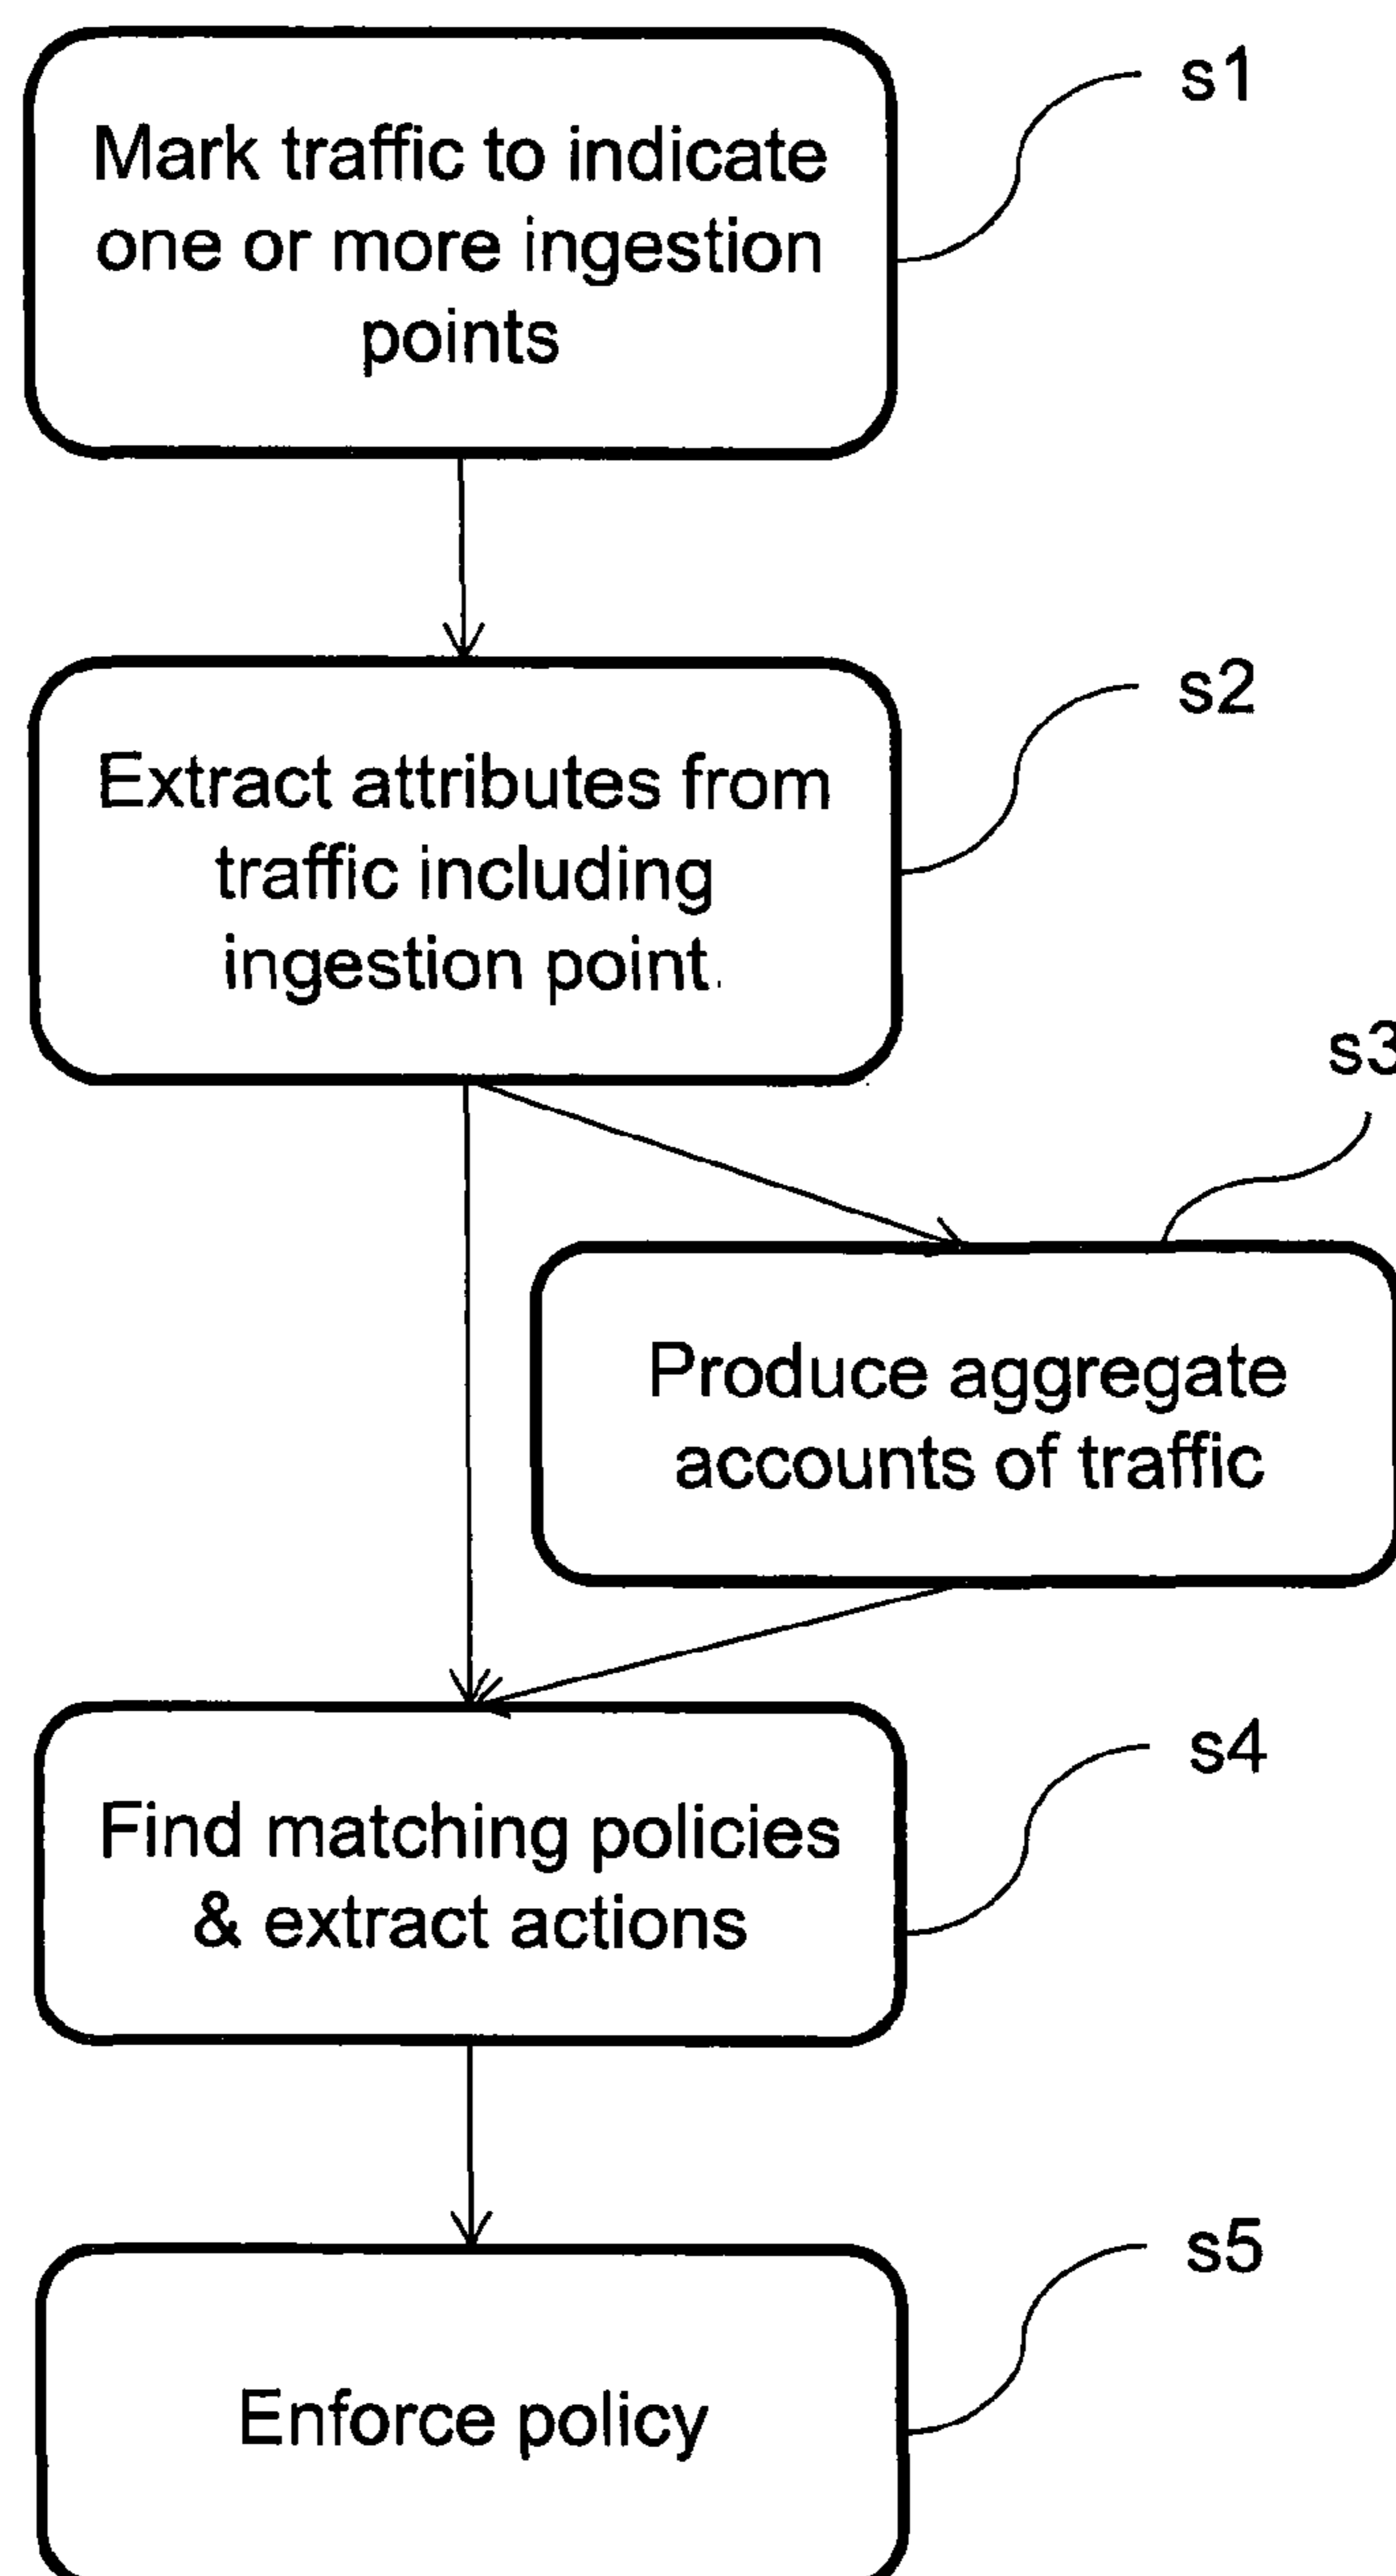 s1
Mark traffic to indicate
one or more ingestion
points
s2
Extract attributes from
traffic including
ingestion point.
s3
Produce aggregate
accounts of traffic
s4
Find matching policies
& extract actions
s5
Enforce policy